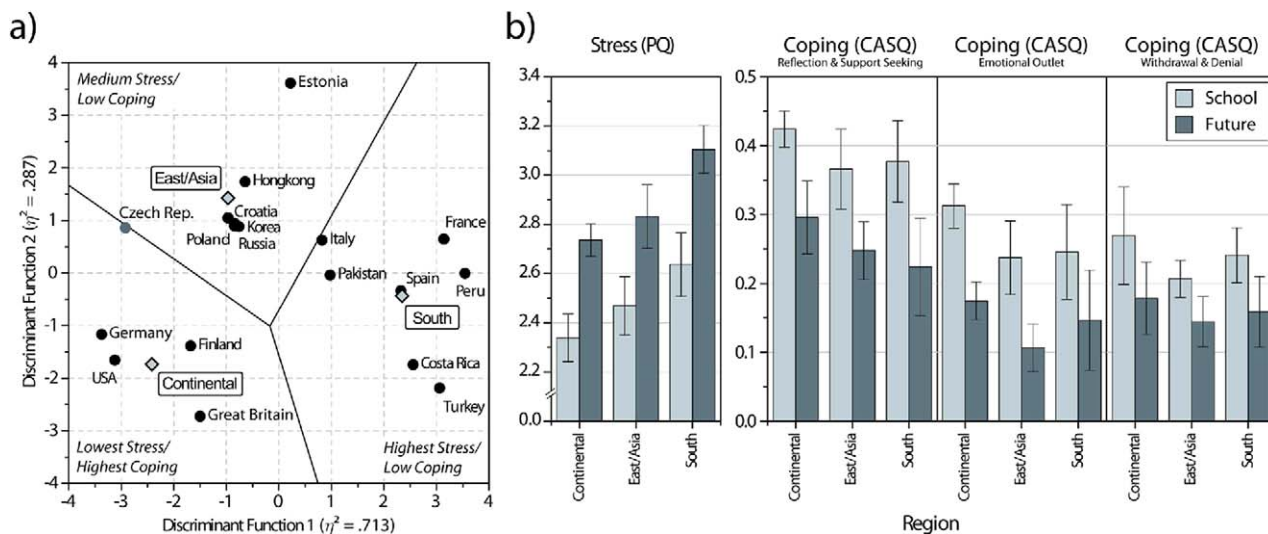 a)
Medium Stress/
Low Coping
Estonia
East/Asia
Hongkong
Czech Rep.
Croatia
Korea
Poland
Russia
Italy
France
Pakistan
Spain
Peru
South
Germany
Finland
USA
Continental
Costa Rica
Turkey
Great Britain
Lowest Stress/
Highest Coping
Highest Stress/
Low Coping
4
3
2
1
0
-1
-2
-3
-4
-4
-3
-2
-1
0
1
2
3
4
Discriminant Function 2 (η² = .287)
Discriminant Function 1 (η² = .713)
b)
Stress (PQ)
3.4
3.2
3.0
2.8
2.6
2.4
2.2
0.0
Continental
East/Asia
South
Coping (CASQ)
Reflection & Support Seeking
Coping (CASQ)
Emotional Outlet
Coping (CASQ)
Withdrawal & Denial
School
Future
0.5
0.4
0.3
0.2
0.1
0.0
Continental
East/Asia
South
Continental
East/Asia
South
Continental
East/Asia
South
Region